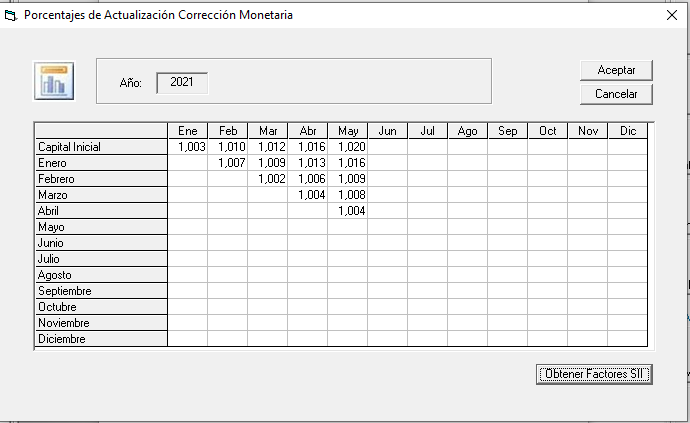 Porcentajes de Actualización Corrección Monetaria
Año: 2021
Aceptar
Cancelar
Ene Feb Mar Abr May Jun Jul Ago Sep Oct Nov Dic
Capital Inicial 1,003 1,010 1,012 1,016 1,020
Enero 1,007 1,009 1,013 1,016
Febrero 1,002 1,006 1,009
Marzo 1,004 1,008
Abril 1,004
Mayo
Junio
Julio
Agosto
Septiembre
Octubre
Noviembre
Diciembre
Obtener Factores SII